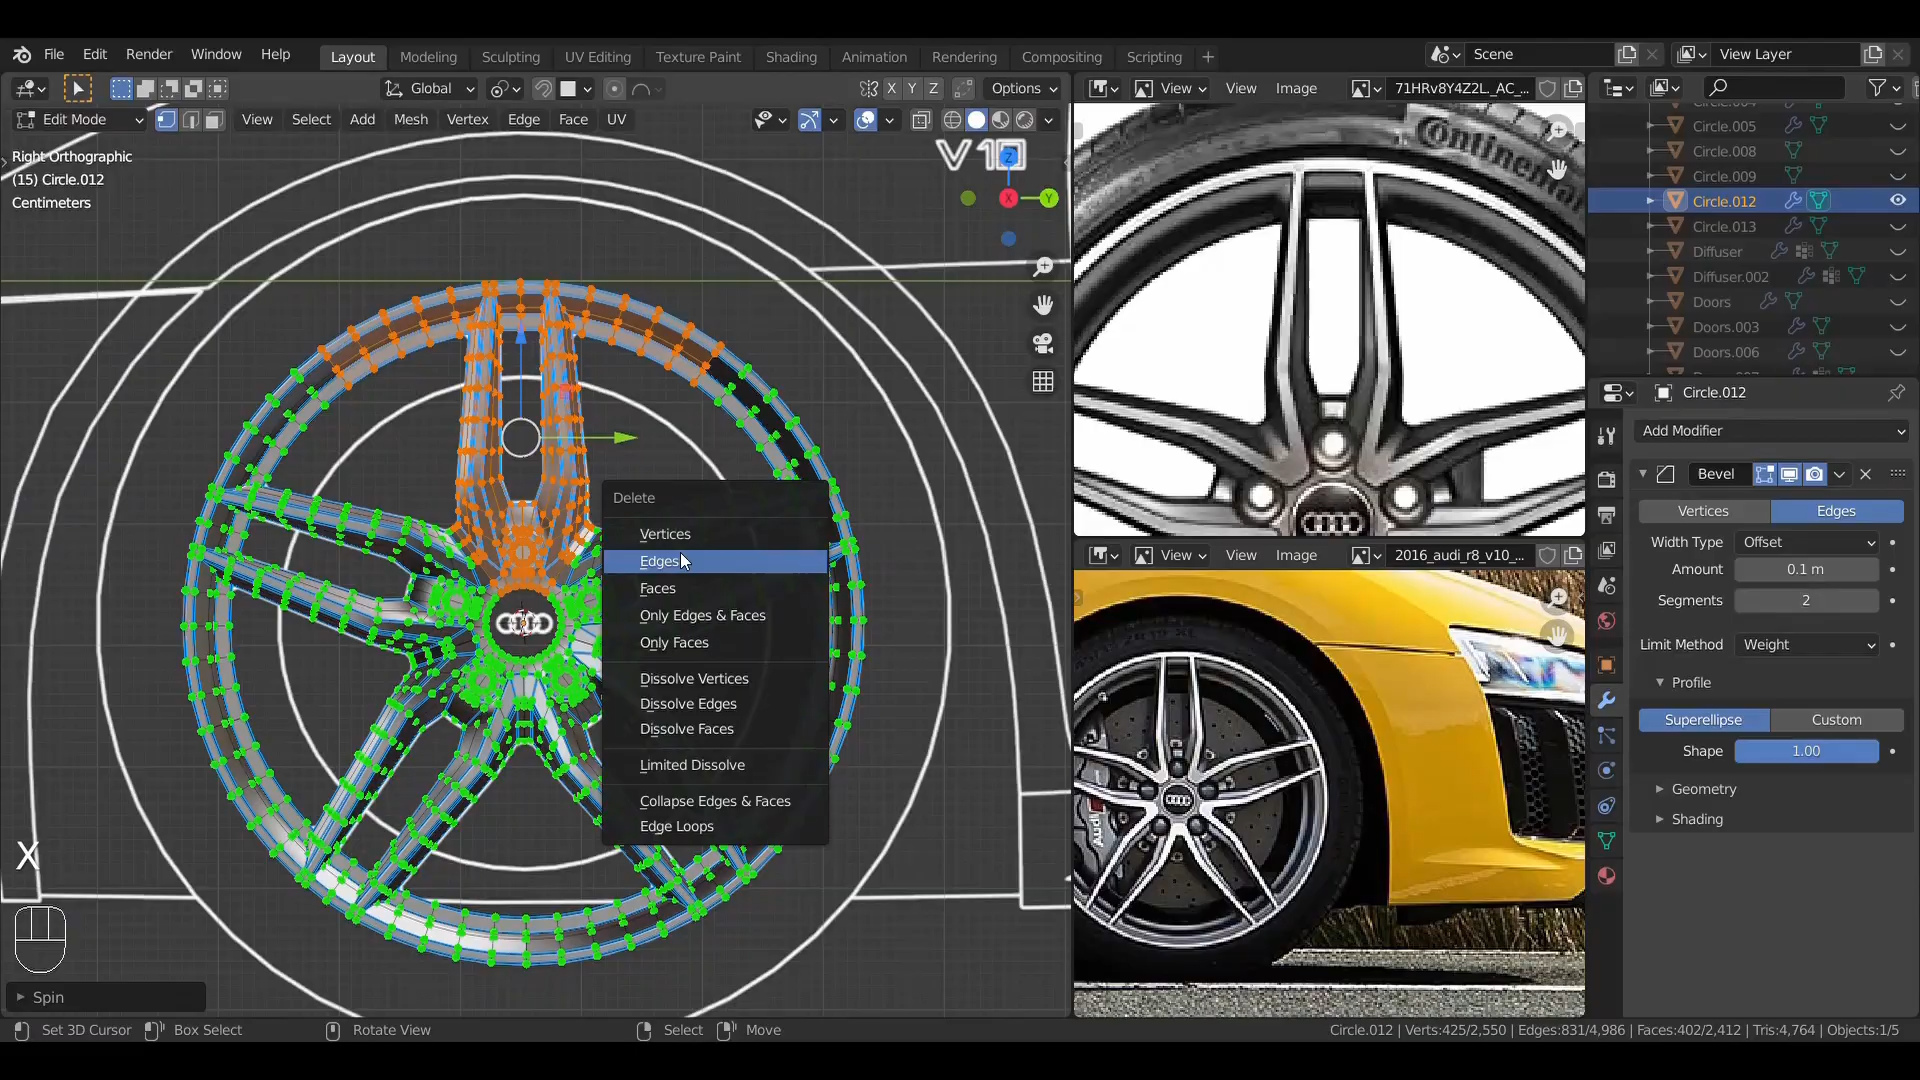 File Edit Render Window Help
Layout Modeling Sculpting UV Editing Texture Paint Shading Animation Rendering Compositing Scripting +
Scene
View Layer
Global
X Y Z
Options
View
View Image
71HRv8Y4Z2L._AC_...
Edit Mode
View Select Add Mesh Vertex Edge Face UV
Right Orthographic
(15) Circle.012
Centimeters
V10
Z
X
Y
Continental
Circle.005
Circle.008
Circle.009
Circle.012
Circle.013
Diffuser
Diffuser.002
Doors
Doors.003
Doors.006
Circle.012
Add Modifier
Bevel
Vertices Edges
Width Type Offset
Amount 0.1 m
Segments 2
Limit Method Weight
Profile
Superellipse Custom
Shape 1.00
Geometry
Shading
Delete
Vertices
Edges
Faces
Only Edges & Faces
Only Faces
Dissolve Vertices
Dissolve Edges
Dissolve Faces
Limited Dissolve
Collapse Edges & Faces
Edge Loops
View
View Image
2016_audi_r8_v10_...
Audi
X
Spin
Set 3D Cursor
Box Select
Rotate View
Select
Move
Circle.012 | Verts:425/2,550 | Edges:831/4,986 | Faces:402/2,412 | Tris:4,764 | Objects:1/5